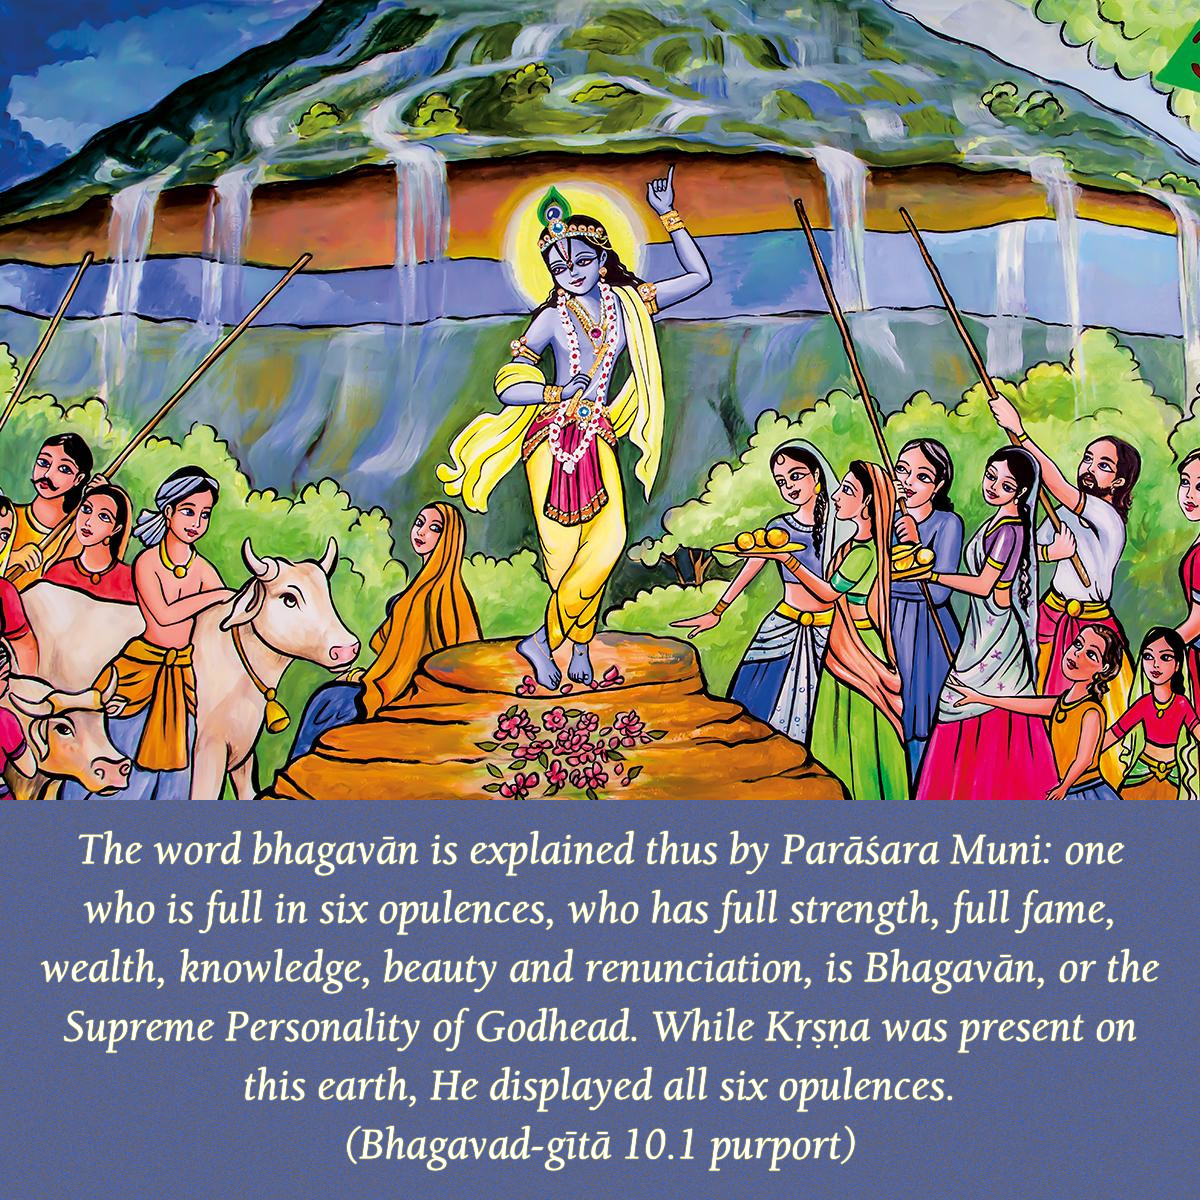 The word bhagavān is explained thus by Parāśara Muni: one
who is full in six opulences, who has full strength, full fame,
wealth, knowledge, beauty and renunciation, is Bhagavān, or the
Supreme Personality of Godhead. While Kṛṣṇa was present on
this earth, He displayed all six opulences.
(Bhagavad-gītā 10.1 purport)